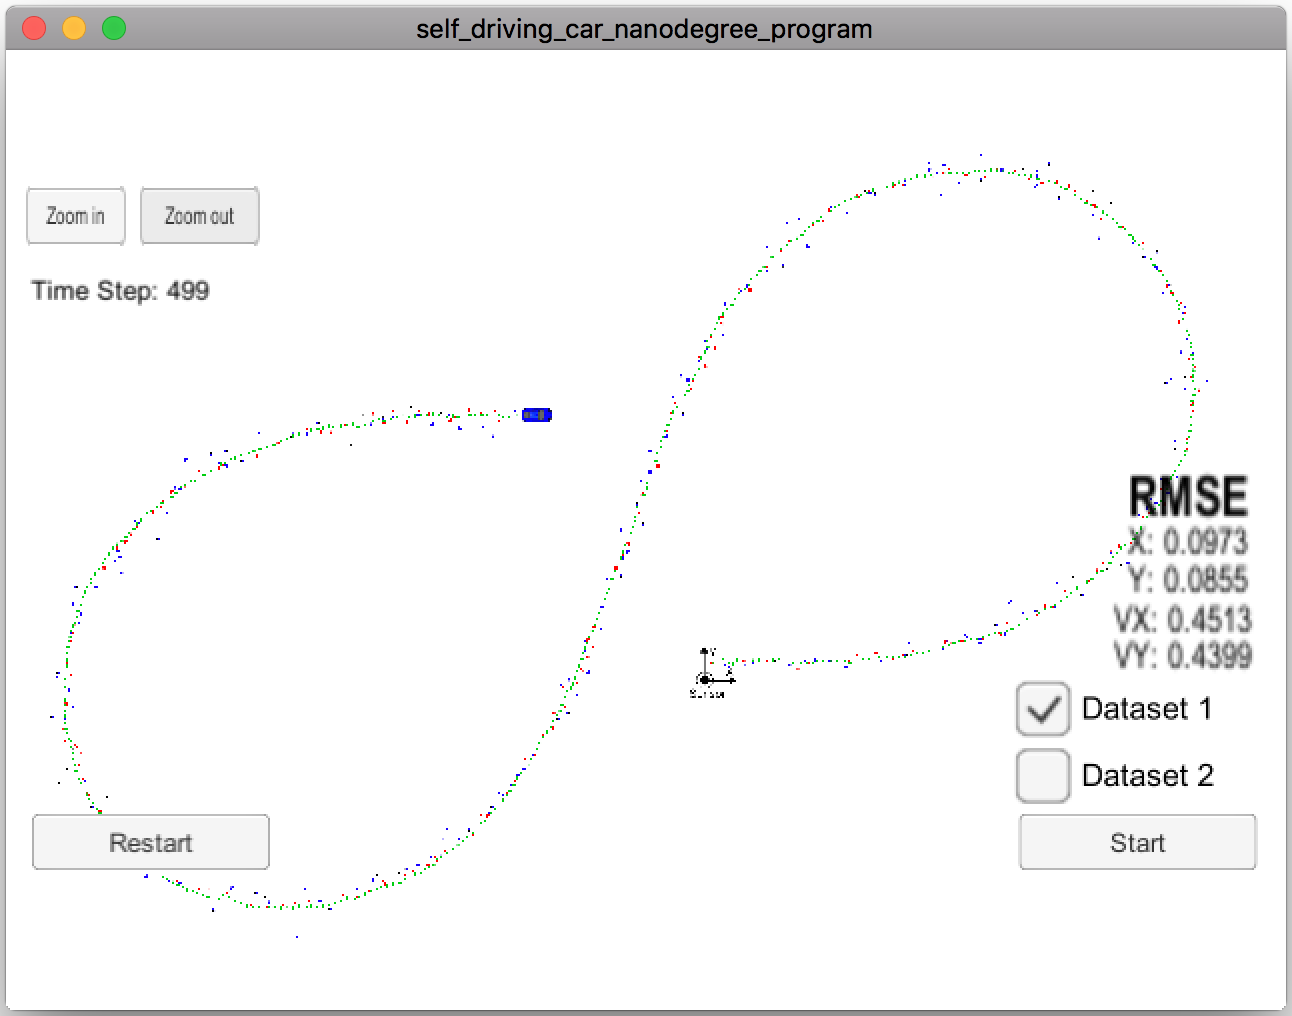 self_driving_car_nanodegree_program
Zoom in
Zoom out
Time Step: 499
RMSE
X: 0.0973
Y: 0.0855
VX: 0.4513
VY: 0.4399
Dataset 1
Dataset 2
Restart
Start